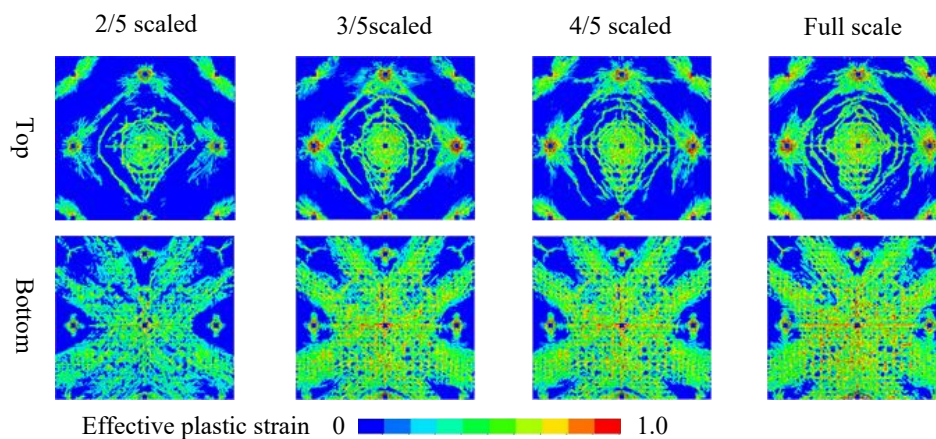 2/5 scaled
3/5scaled
4/5 scaled
Full scale
Top
Bottom
Effective plastic strain 0 1.0